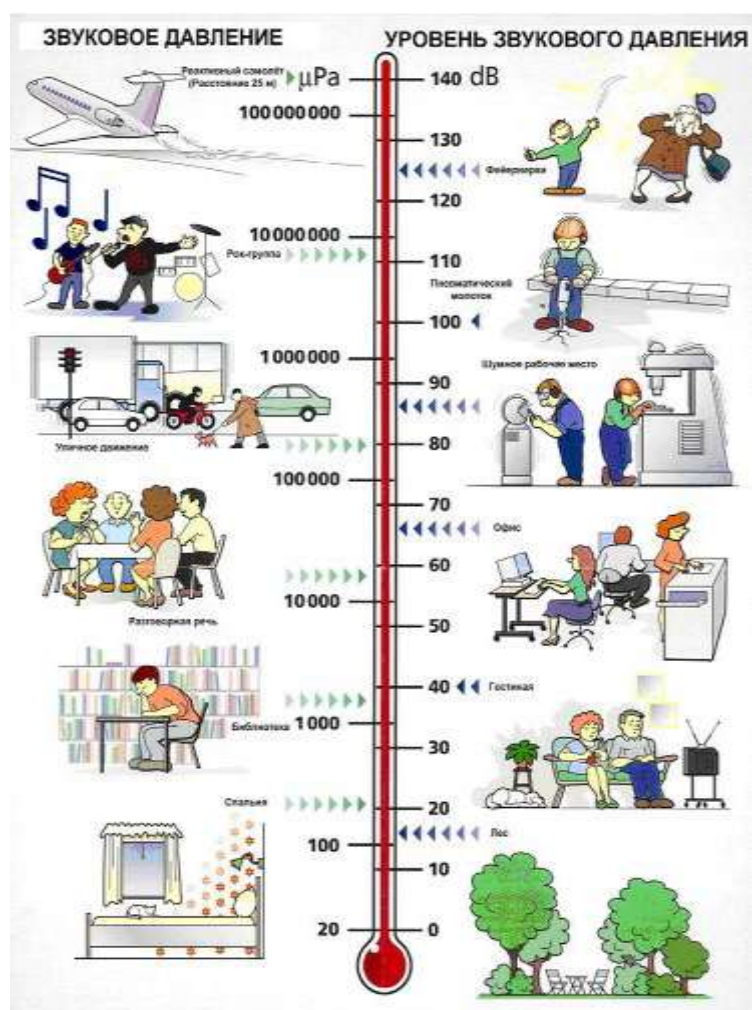 ЗВУКОВОЕ ДАВЛЕНИЕ
УРОВЕНЬ ЗВУКОВОГО ДАВЛЕНИЯ
Реактивный самолёт
(Расстояние 25 м)
µPa
140 dB
100 000 000
130
Фейерверки
120
10 000 000
Рок-группа
110
Пневматический
молоток
100
1 000 000
Шумное рабочее место
90
Уличное движение
80
100 000
70
Офис
60
10 000
Разговорная речь
50
40
Гостиная
Библиотека
1 000
30
Спальня
20
Лес
100
10
20
0